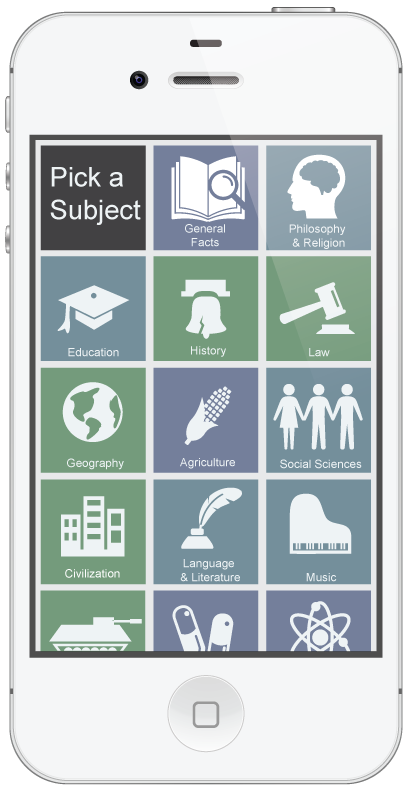 Pick a
Subject
General
Facts
Philosophy
& Religion
Education
History
Law
Geography
Agriculture
Social Sciences
Civilization
Language
& Literature
Music